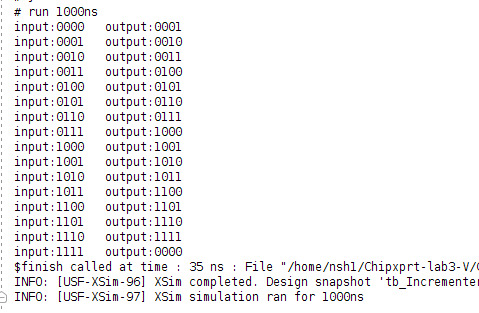 # run 1000ns
input:0000   output:0001
input:0001   output:0010
input:0010   output:0011
input:0011   output:0100
input:0100   output:0101
input:0101   output:0110
input:0110   output:0111
input:0111   output:1000
input:1000   output:1001
input:1001   output:1010
input:1010   output:1011
input:1011   output:1100
input:1100   output:1101
input:1101   output:1110
input:1110   output:1111
input:1111   output:0000
$finish called at time : 35 ns : File "/home/nsh1/Chipxprt-lab3-V/
INFO: [USF-XSim-96] XSim completed. Design snapshot 'tb_Incremente
INFO: [USF-XSim-97] XSim simulation ran for 1000ns